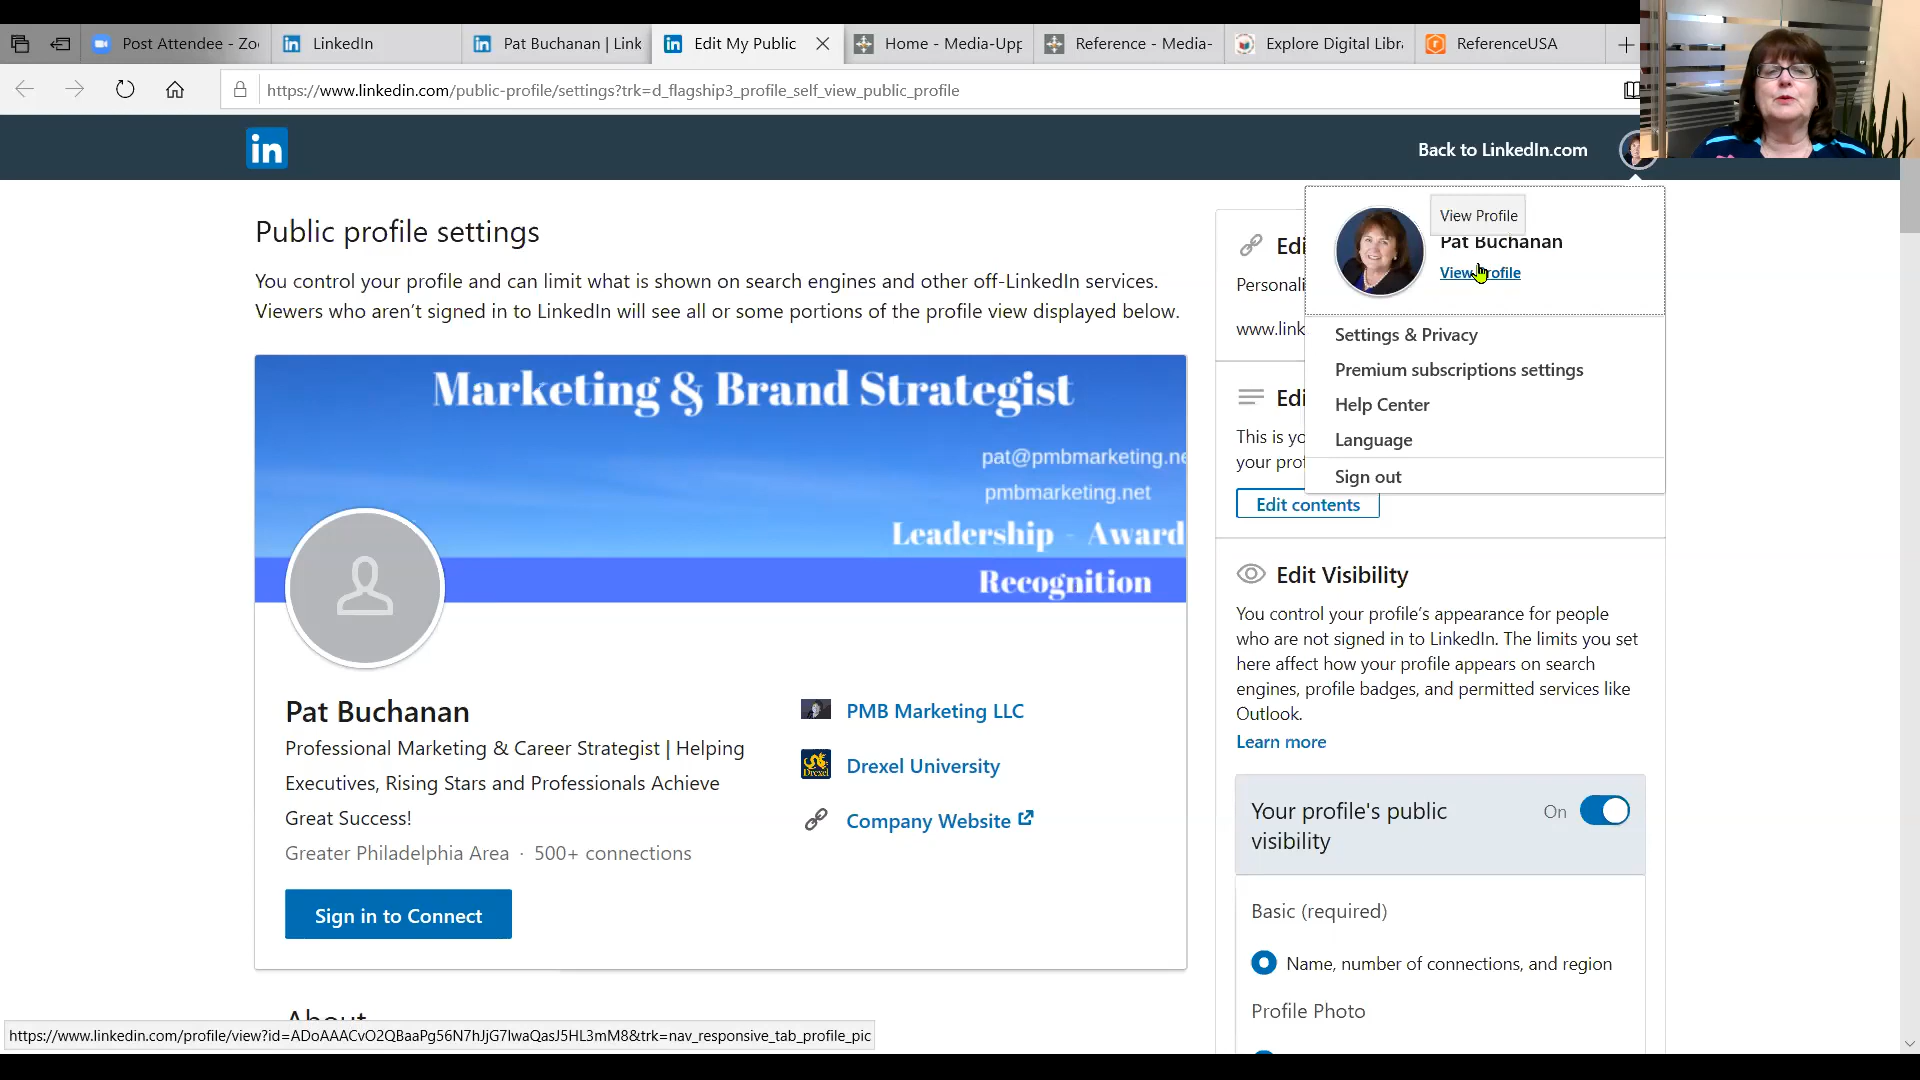 Post Attendee - Zo
LinkedIn
Pat Buchanan | Link
Edit My Public
Home - Media-Upp
Reference - Media-
Explore Digital Libra
ReferenceUSA
https://www.linkedin.com/public-profile/settings?trk=d_flagship3_profile_self_view_public_profile
in
Back to LinkedIn.com
Public profile settings
You control your profile and can limit what is shown on search engines and other off-LinkedIn services.
Viewers who aren't signed in to LinkedIn will see all or some portions of the profile view displayed below.
Marketing & Brand Strategist
pat@pmbmarketing.ne
pmbmarketing.net
Leadership - Award
Recognition
Pat Buchanan
Professional Marketing & Career Strategist | Helping
Executives, Rising Stars and Professionals Achieve
Great Success!
Greater Philadelphia Area · 500+ connections
Sign in to Connect
PMB Marketing LLC
Drexel
Drexel University
Company Website
About
View Profile
Pat Buchanan
View Profile
Settings & Privacy
Premium subscriptions settings
Help Center
Language
Sign out
Edi
Personali
www.link
Edi
This is yo
your prof
Edit contents
Edit Visibility
You control your profile's appearance for people
who are not signed in to LinkedIn. The limits you set
here affect how your profile appears on search
engines, profile badges, and permitted services like
Outlook.
Learn more
Your profile's public
visibility
On
Basic (required)
Name, number of connections, and region
Profile Photo
https://www.linkedin.com/profile/view?id=ADoAAACvO2QBaaPg56N7hJjG7IwaQasJ5HL3mM8&trk=nav_responsive_tab_profile_pic